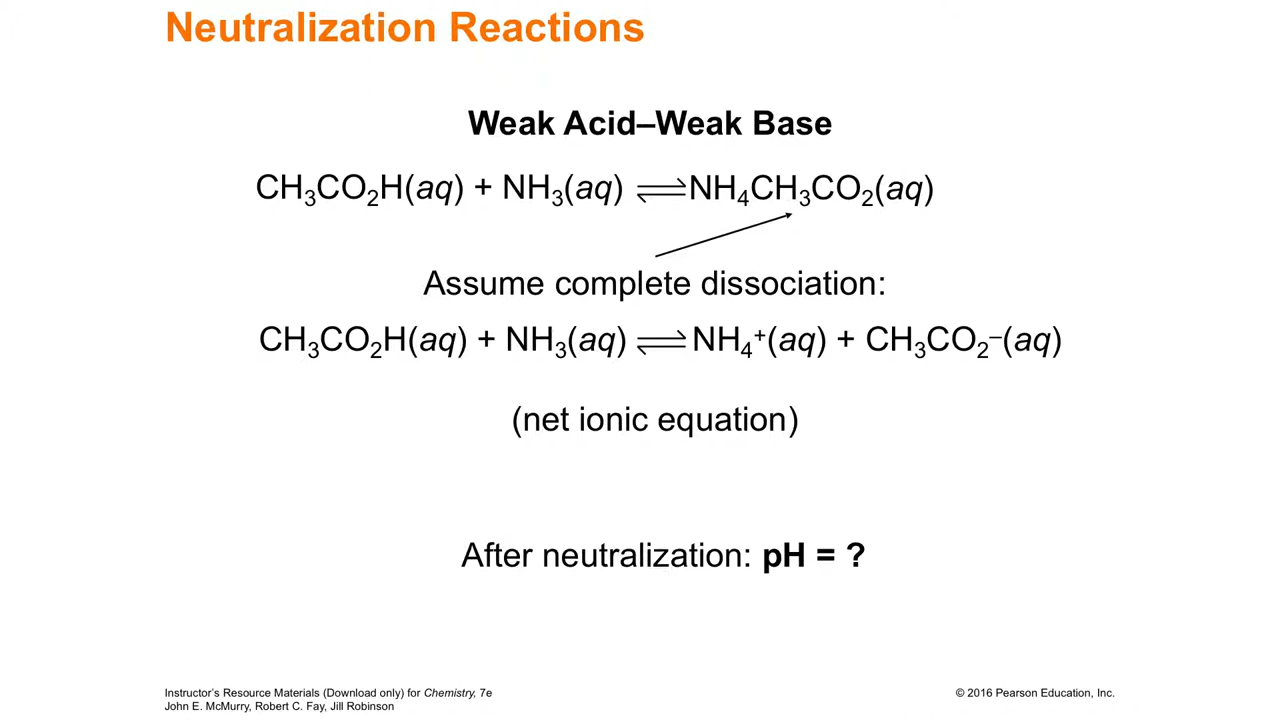 Neutralization Reactions
Weak Acid–Weak Base
CH₃CO₂H(aq) + NH₃(aq) ⇌ NH₄CH₃CO₂(aq)
Assume complete dissociation:
CH₃CO₂H(aq) + NH₃(aq) ⇌ NH₄⁺(aq) + CH₃CO₂⁻(aq)
(net ionic equation)
After neutralization: pH = ?
Instructor's Resource Materials (Download only) for Chemistry, 7e
John E. McMurry, Robert C. Fay, Jill Robinson
© 2016 Pearson Education, Inc.